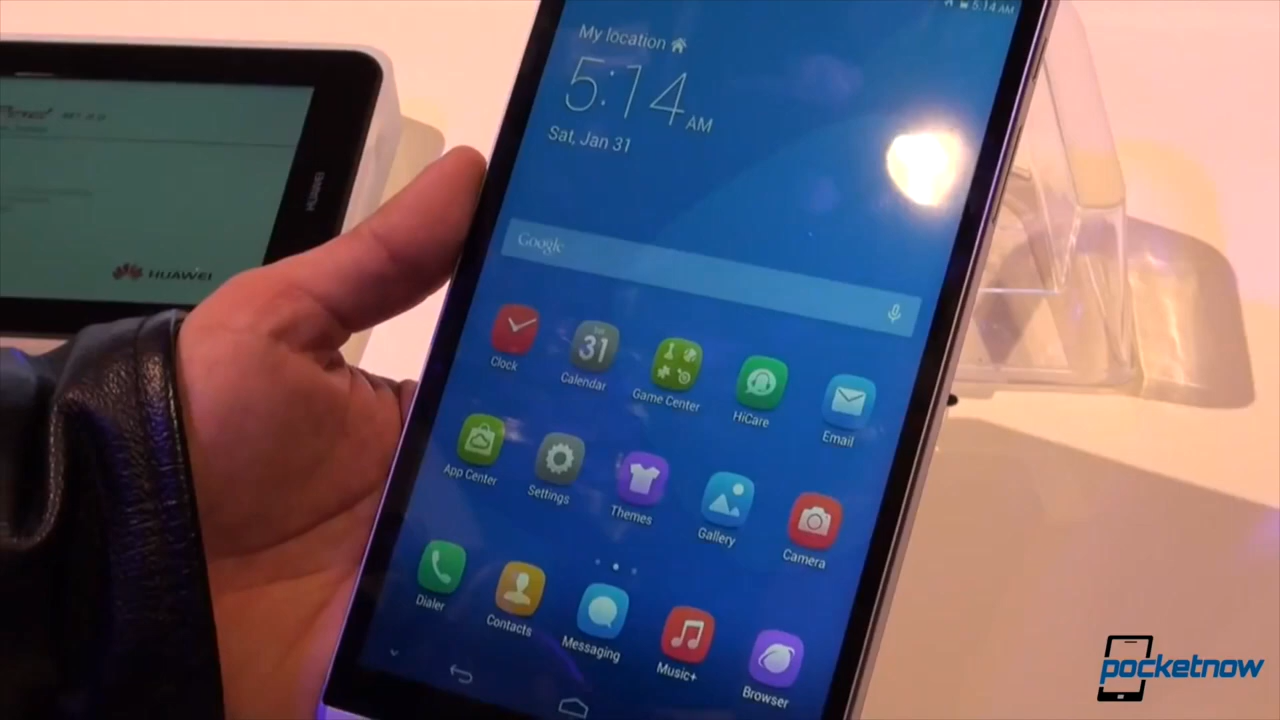 5:14 AM
My location
5:14 AM
Sat, Jan 31
HUAWEI
Google
HUAWEI
31
Clock
Calendar
Game Center
HiCare
Email
App Center
Settings
Themes
Gallery
Camera
Dialer
Contacts
Messaging
Music+
Browser
pocketnow